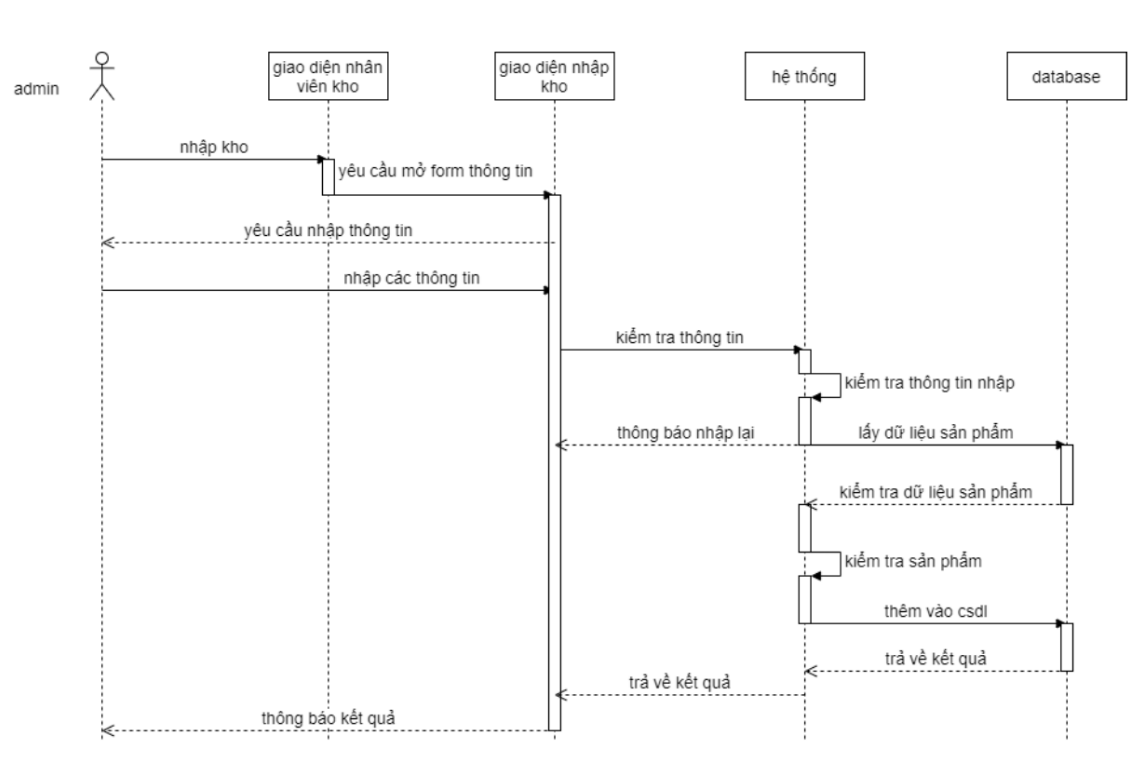 admin
giao diện nhân
viên kho
giao diện nhập
kho
hệ thống
database
nhập kho
yêu cầu mở form thông tin
yêu cầu nhập thông tin
nhập các thông tin
kiểm tra thông tin
kiểm tra thông tin nhập
thông báo nhập lại
lấy dữ liệu sản phẩm
kiểm tra dữ liệu sản phẩm
kiểm tra sản phẩm
thêm vào csdl
trả về kết quả
trả về kết quả
thông báo kết quả